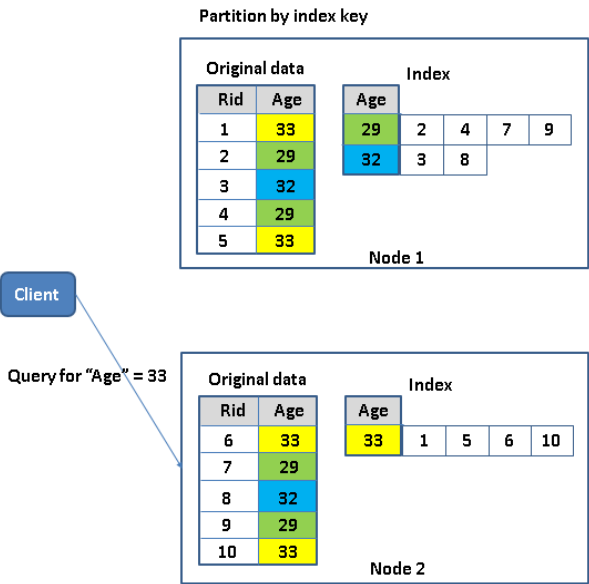 Partition by index key
Original data Index
Rid Age Age
1 33 29 2 4 7 9
2 29 32 3 8
3 32
4 29
5 33
Node 1
Client
Query for “Age” = 33
Original data Index
Rid Age Age
6 33 33 1 5 6 10
7 29
8 32
9 29
10 33
Node 2